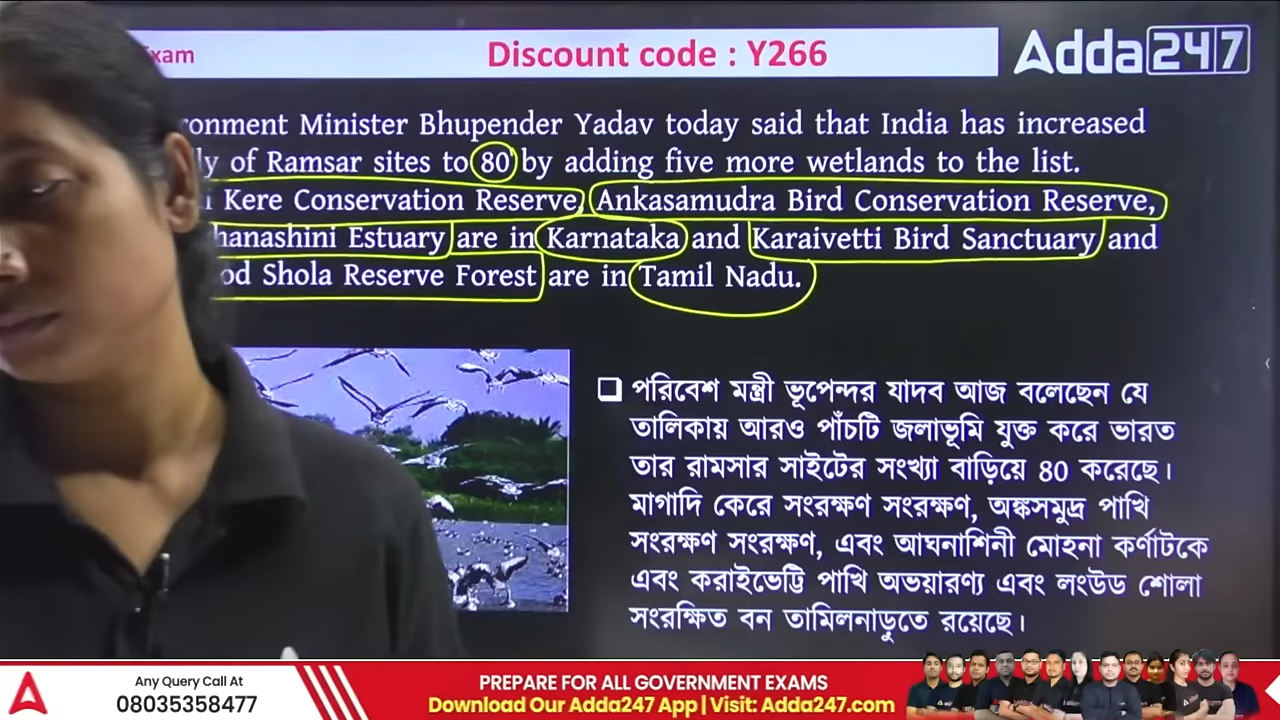 Exam
Discount code : Y266
Adda247
ronment Minister Bhupender Yadav today said that India has increased
ly of Ramsar sites to 80 by adding five more wetlands to the list.
i Kere Conservation Reserve, Ankasamudra Bird Conservation Reserve,
hanashini Estuary are in Karnataka and Karaivetti Bird Sanctuary and
od Shola Reserve Forest are in Tamil Nadu.
❑ পরিবেশ মন্ত্রী ভূপেন্দর যাদব আজ বলেছেন যে
তালিকায় আরও পাঁচটি জলাভূমি যুক্ত করে ভারত
তার রামসার সাইটের সংখ্যা বাড়িয়ে 80 করেছে।
মাগাদি কেরে সংরক্ষণ সংরক্ষণ, অঙ্কসমুদ্র পাখি
সংরক্ষণ সংরক্ষণ, এবং আঘনাশিনী মোহনা কর্ণাটকে
এবং করাইভেট্টি পাখি অভয়ারণ্য এবং লংউড শোলা
সংরক্ষিত বন তামিলনাড়ুতে রয়েছে।
Any Query Call At
08035358477
PREPARE FOR ALL GOVERNMENT EXAMS
Download Our Adda247 App | Visit: Adda247.com